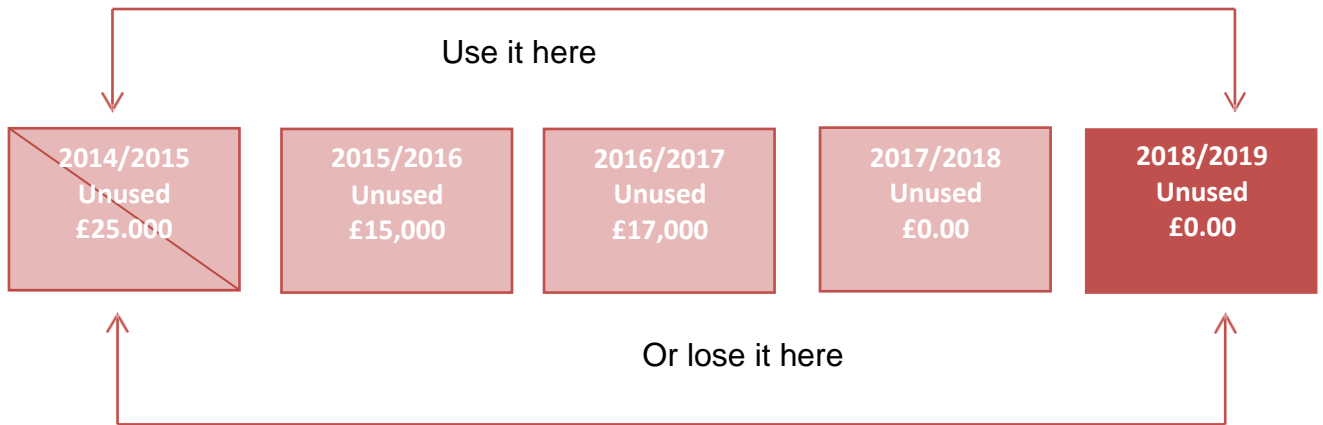 Use it here
2014/2015
Unused
£25.000
2015/2016
Unused
£15,000
2016/2017
Unused
£17,000
2017/2018
Unused
£0.00
2018/2019
Unused
£0.00
Or lose it here